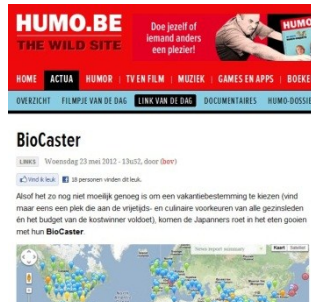 HUMO.BE
THE WILD SITE
Doe jezelf of
iemand anders
een plezier!
HUMO
HOME ACTUA HUMOR TV EN FILM MUZIEK GAMES EN APPS BOEKE
OVERZICHT FILMPJE VAN DE DAG LINK VAN DE DAG DOCUMENTAIRES HUMO-DOSSIE
BioCaster
LINKS Woensdag 23 mei 2012 - 13u52, door (hov)
Vind ik leuk 18 personen vinden dit leuk.
Alsof het zo nog niet moeilijk genoeg is om een vakantiebestemming te kiezen (vind
maar eens een plek die aan de vrijetijds- en culinaire voorkeuren van alle gezinsleden
én het budget van de kostwinner voldoet), komen de Japanners roet in het eten gooien
met hun BioCaster.
Kaart